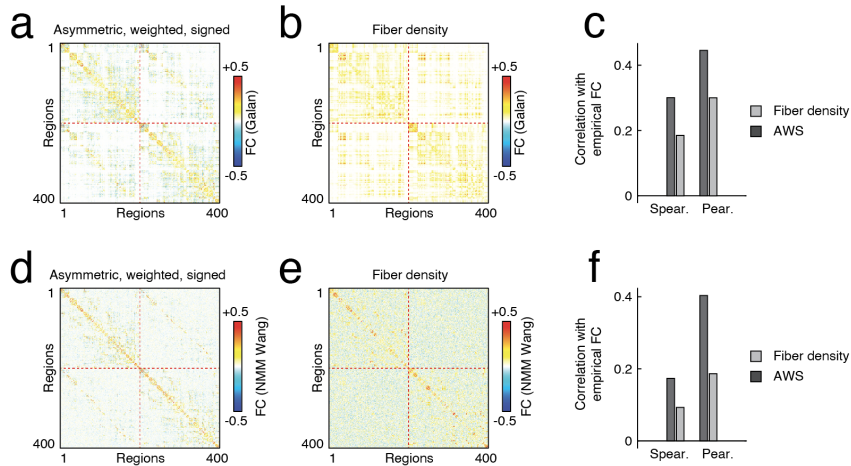 a
Asymmetric, weighted, signed
1
400
Regions
1
Regions
400
+0.5
-0.5
FC (Galan)
b
Fiber density
1
Regions
400
+0.5
-0.5
FC (Galan)
c
Correlation with
empirical FC
0.4
0.2
0
Spear.
Pear.
Fiber density
AWS
d
Asymmetric, weighted, signed
1
400
Regions
1
Regions
400
+0.5
-0.5
FC (NMM Wang)
e
Fiber density
1
400
Regions
1
Regions
400
+0.5
-0.5
FC (NMM Wang)
f
Correlation with
empirical FC
0.4
0.2
0
Spear.
Pear.
Fiber density
AWS